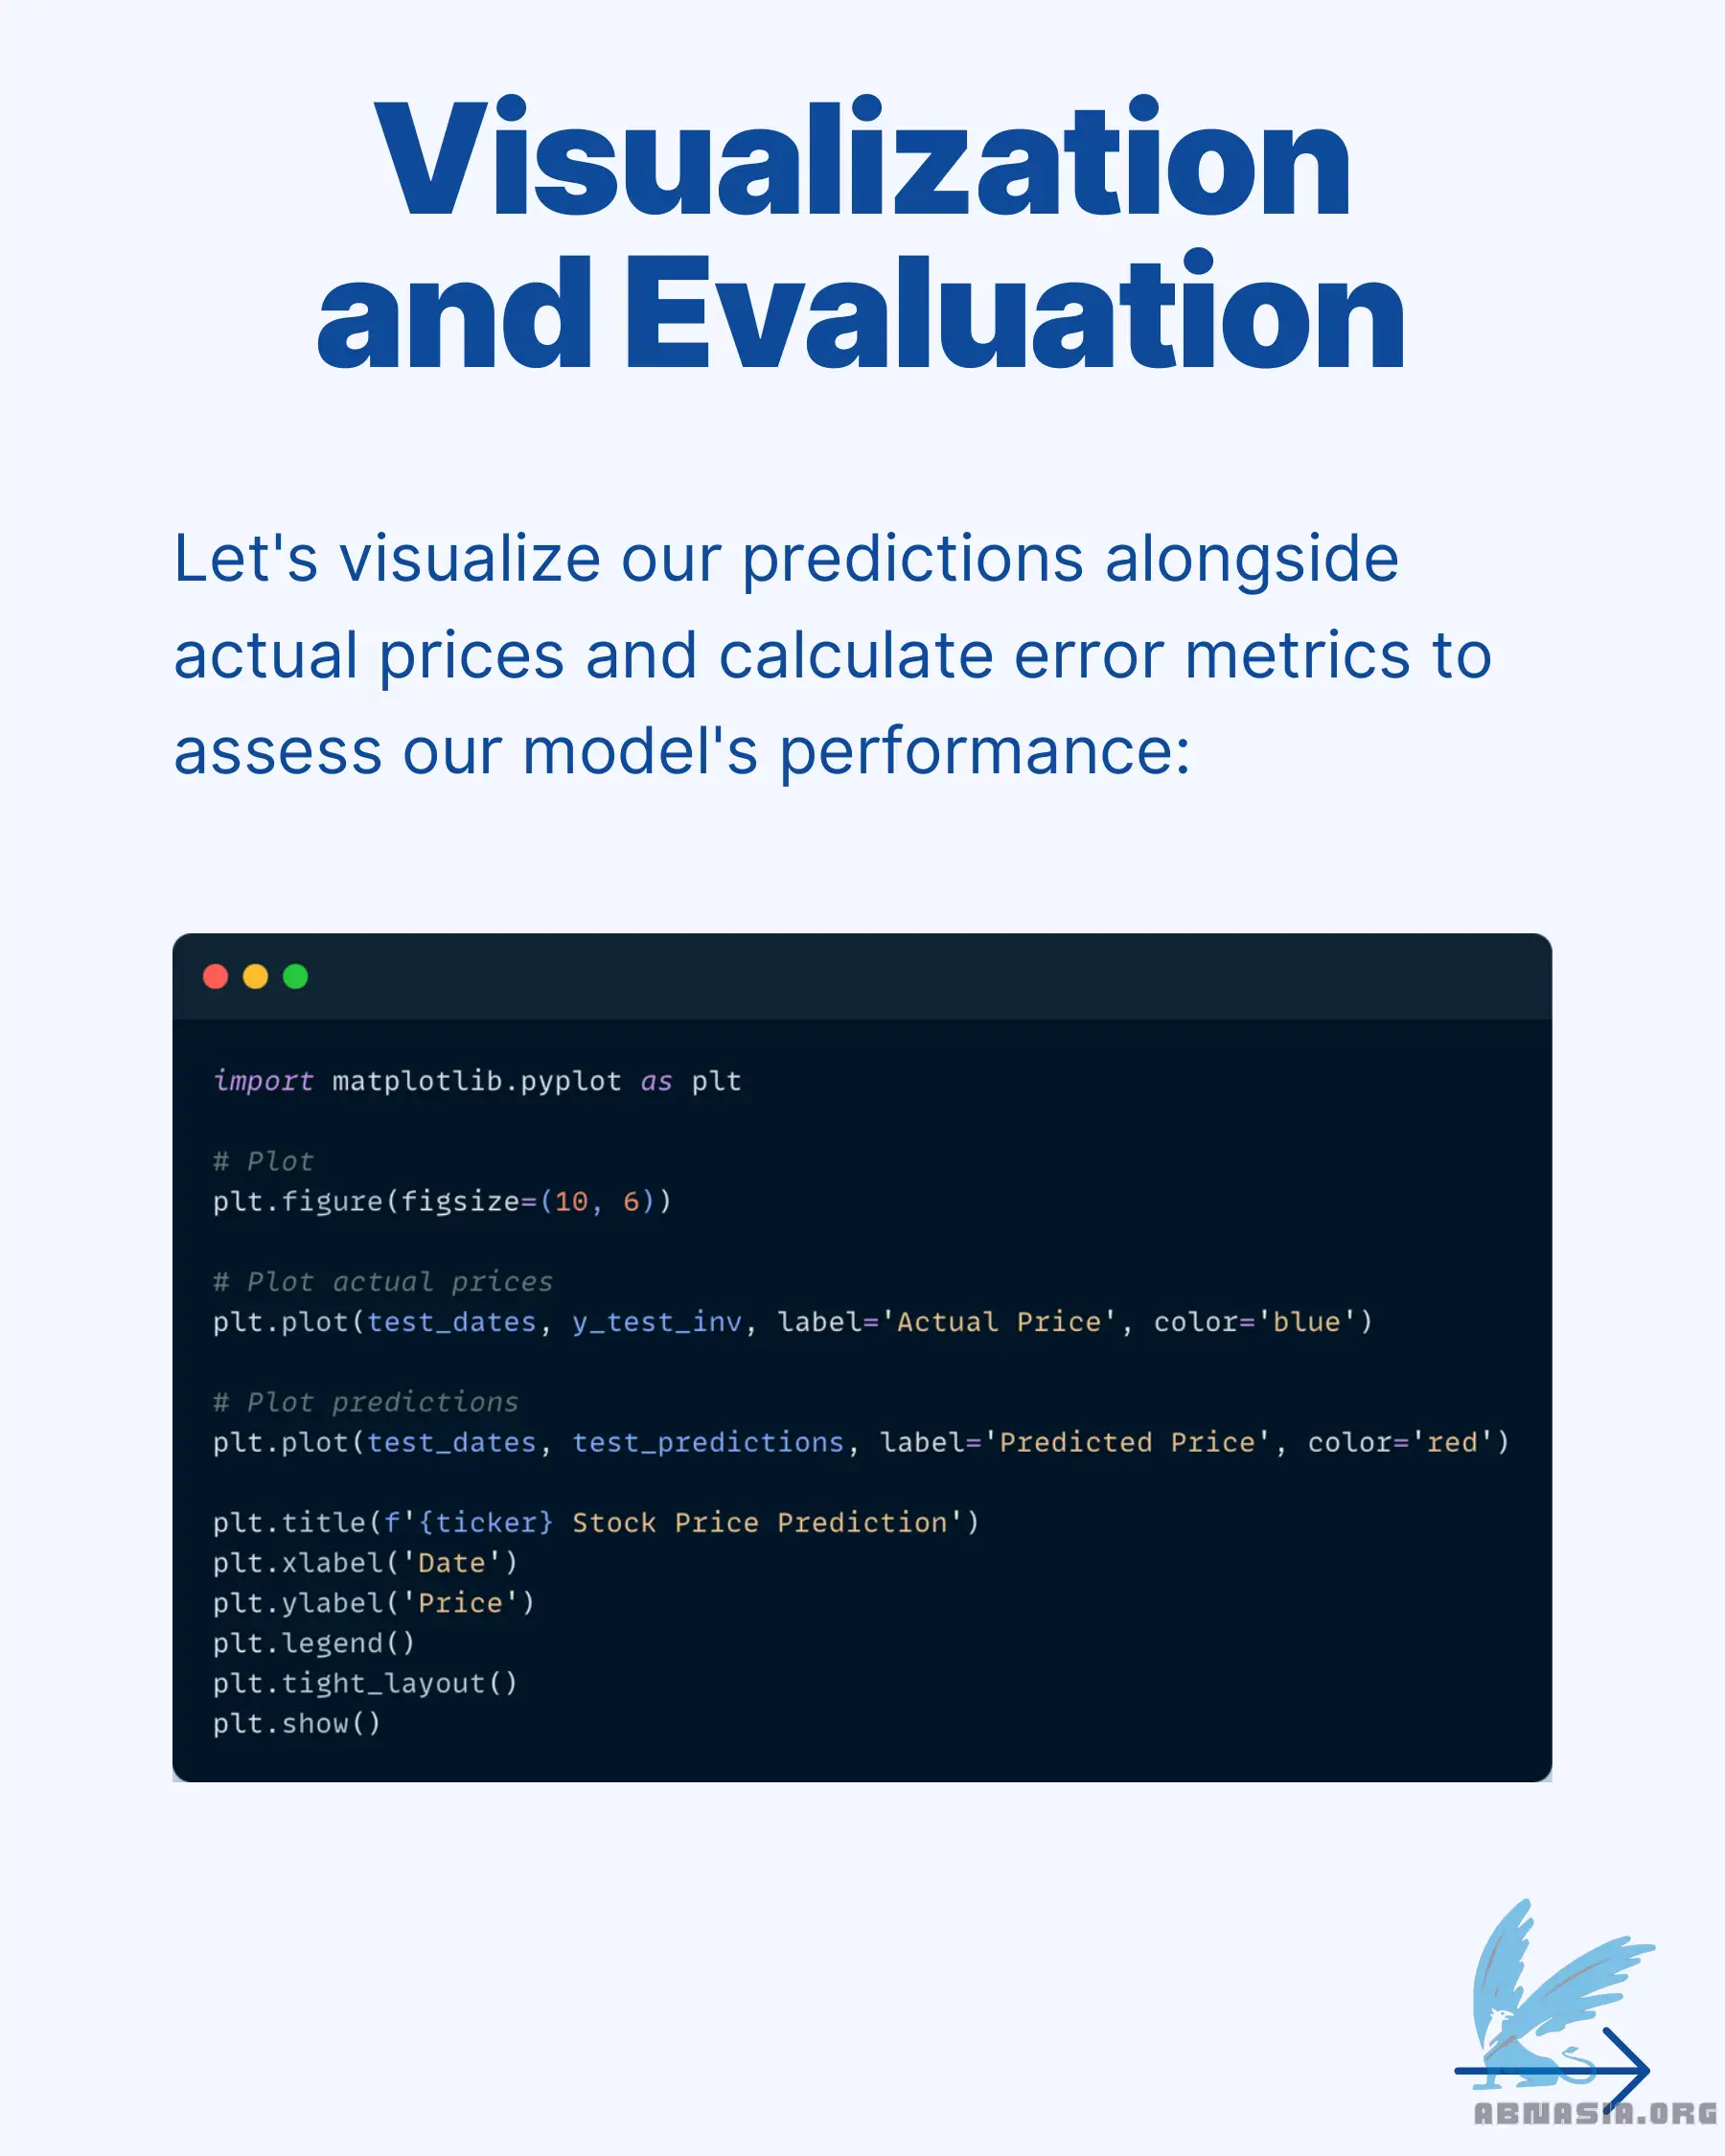 Visualization
and Evaluation
Let's visualize our predictions alongside
actual prices and calculate error metrics to
assess our model's performance:
import matplotlib.pyplot as plt
# Plot
plt.figure(figsize=(10, 6))
# Plot actual prices
plt.plot(test_dates, y_test_inv, label='Actual Price', color='blue')
# Plot predictions
plt.plot(test_dates, test_predictions, label='Predicted Price', color='red')
plt.title(f'{ticker} Stock Price Prediction')
plt.xlabel('Date')
plt.ylabel('Price')
plt.legend()
plt.tight_layout()
plt.show()
ABNASIA.ORG